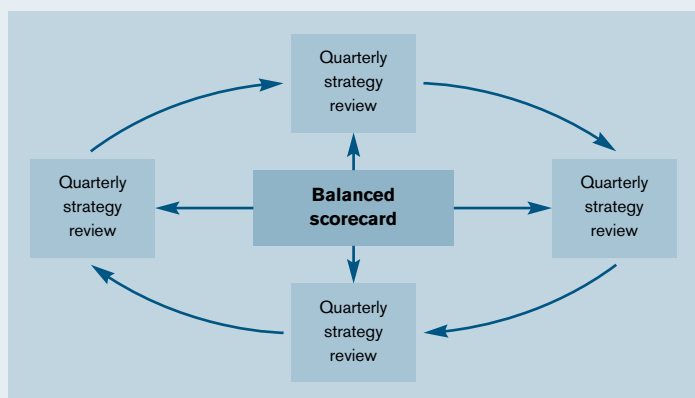 Quarterly
strategy
review
Quarterly
strategy
review
Balanced
scorecard
Quarterly
strategy
review
Quarterly
strategy
review